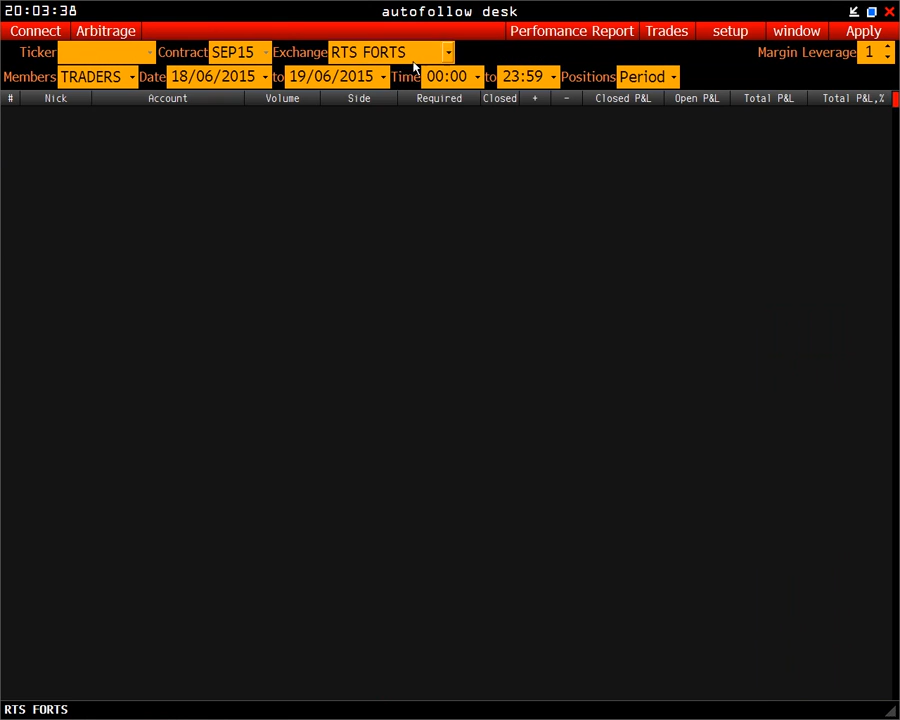 20:03:38 autofollow desk
Connect Arbitrage Perfomance Report Trades setup window Apply
Ticker Contract SEP15 Exchange RTS FORTS Margin Leverage 1
Members TRADERS Date 18/06/2015 to 19/06/2015 Time 00:00 to 23:59 Positions Period
# Nick Account Volume Side Required Closed + - Closed P&L Open P&L Total P&L Total P&L,%
RTS FORTS